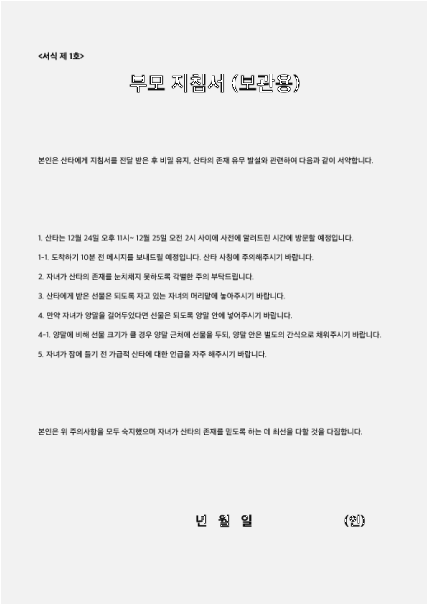 <서식 제 1호>
부모 지침서 (보관용)
본인은 산타에게 지침서를 전달 받은 후 비밀 유지, 산타의 존재 유무 발설와 관련하여 다음과 같이 서약합니다.
1. 산타는 12월 24일 오후 11시~ 12월 25일 오전 2시 사이에 사전에 알려드린 시간에 방문할 예정입니다.
1-1. 도착하기 10분 전 메시지를 보내드릴 예정입니다. 산타 사칭에 주의해주시기 바랍니다.
2. 자녀가 산타의 존재를 눈치채지 못하도록 각별한 주의 부탁드립니다.
3. 산타에게 받은 선물은 되도록 자고 있는 자녀의 머리맡에 놓아주시기 바랍니다.
4. 만약 자녀가 양말을 걸어두었다면 선물은 되도록 양말 안에 넣어주시기 바랍니다.
4-1. 양말에 비해 선물 크기가 클 경우 양말 근처에 선물을 두되, 양말 안은 별도의 간식으로 채워주시기 바랍니다.
5. 자녀가 잠에 들기 전 가급적 산타에 대한 언급을 자주 해주시기 바랍니다.
본인은 위 주의사항을 모두 숙지했으며 자녀가 산타의 존재를 믿도록 하는 데 최선을 다할 것을 다짐합니다.
년 월 일 (인)